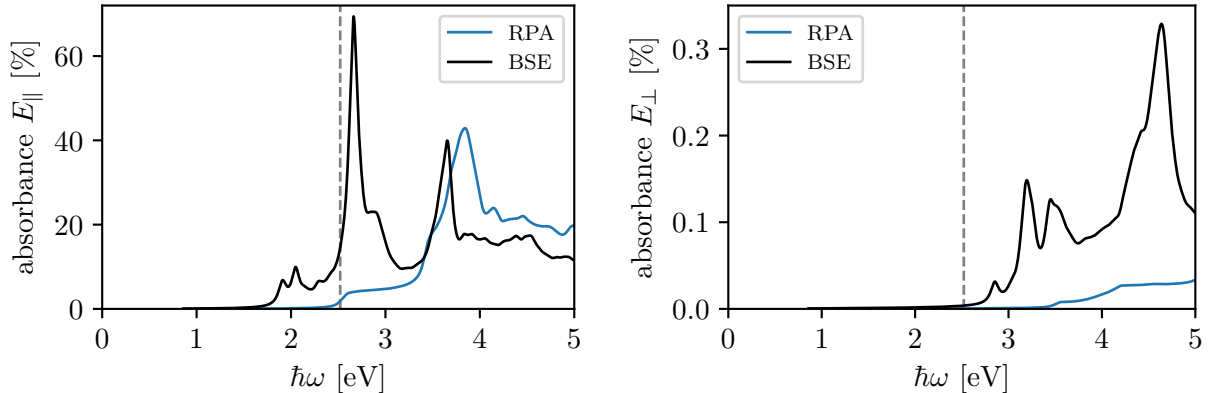 absorbance E∥ [%]
60
40
20
0
0 1 2 3 4 5
ħω [eV]
RPA
BSE
absorbance E⊥ [%]
0.3
0.2
0.1
0.0
0 1 2 3 4 5
ħω [eV]
RPA
BSE